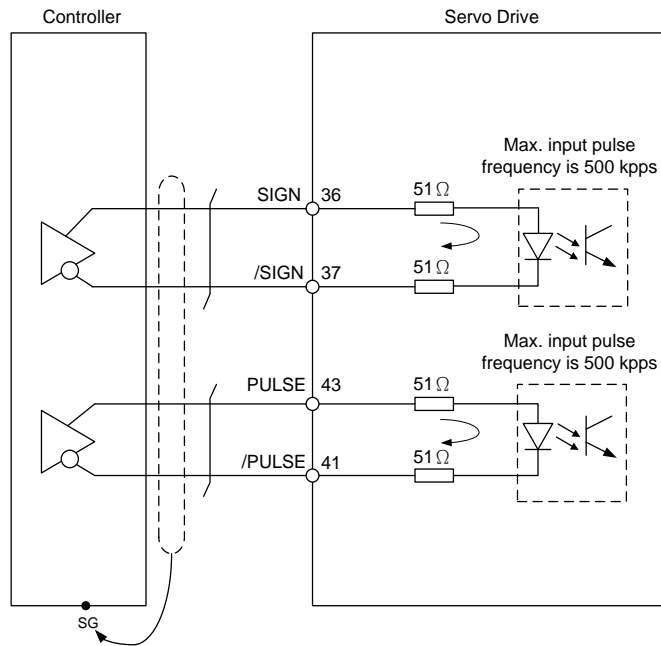 Controller
Servo Drive
Max. input pulse
frequency is 500 kpps
SIGN 36
51Ω
/SIGN 37
51Ω
Max. input pulse
frequency is 500 kpps
PULSE 43
51Ω
/PULSE 41
51Ω
SG